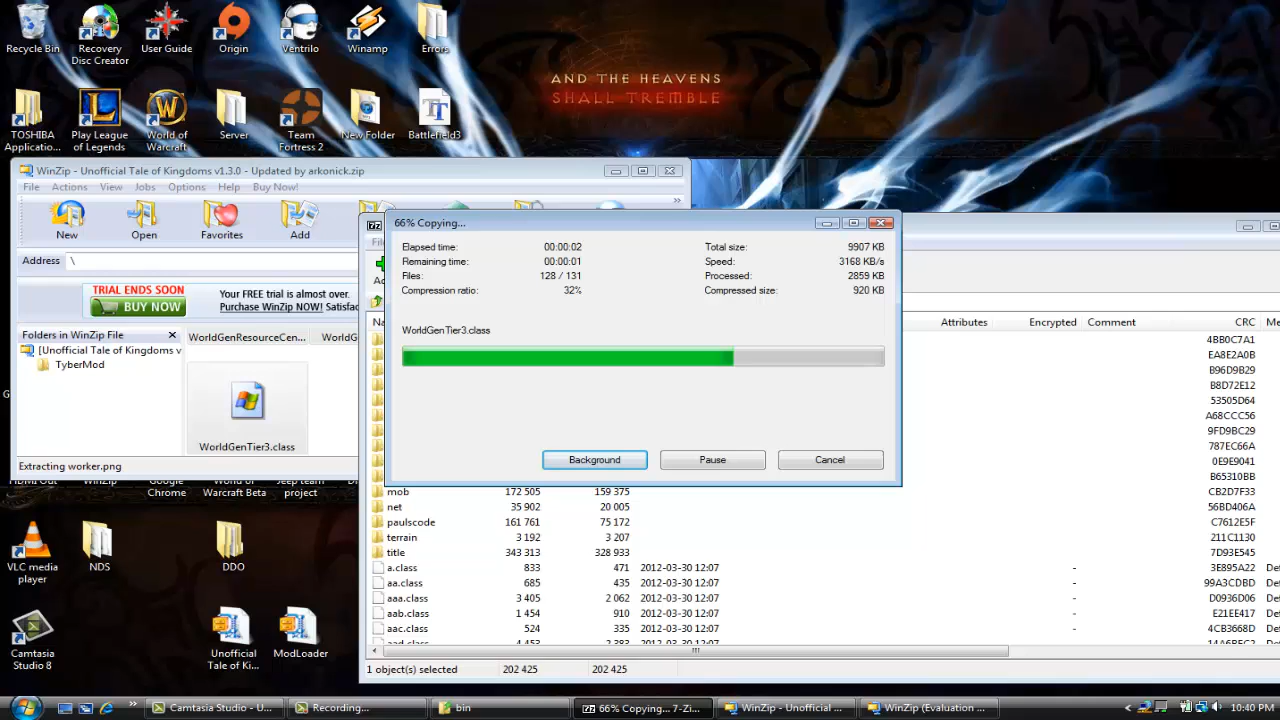 Recycle Bin
Recovery Disc Creator
User Guide
Origin
Ventrilo
Winamp
Errors
AND THE HEAVENS
SHALL TREMBLE
TOSHIBA Applicatio...
Play League of Legends
World of Warcraft
Server
Team Fortress 2
New Folder
Battlefield3
WinZip - Unofficial Tale of Kingdoms v1.3.0 - Updated by arkonick.zip
File Actions View Jobs Options Help Buy Now!
New Open Favorites Add
Address \
TRIAL ENDS SOON
BUY NOW
Your FREE trial is almost over.
Purchase WinZip NOW! Satisfac
Folders in WinZip File
[Unofficial Tale of Kingdoms v
TyberMod
WorldGenResourceCen...
WorldG
WorldGenTier3.class
Extracting worker.png
66% Copying...
Elapsed time: 00:00:02 Total size: 9907 KB
Remaining time: 00:00:01 Speed: 3168 KB/s
Files: 128 / 131 Processed: 2859 KB
Compression ratio: 32% Compressed size: 920 KB
WorldGenTier3.class
Background Pause Cancel
Attributes Encrypted Comment CRC Me
4BB0C7A1
EA8E2A0B
B96D9B29
B8D72E12
53505D64
A68CCC56
9FD9BC29
787EC66A
0E9E9041
B65310BB
mob 172 505 159 375 CB2D7F33
net 35 902 20 005 56BD406A
paulscode 161 761 75 172 C7612E5F
terrain 3 192 3 207 211C1130
title 343 313 328 933 7D93E545
a.class 833 471 2012-03-30 12:07 - 3E895A22 De
aa.class 685 435 2012-03-30 12:07 - 99A3CDBD De
aaa.class 3 405 2 062 2012-03-30 12:07 - D0936D06 De
aab.class 1 454 910 2012-03-30 12:07 - E21EE417 De
aac.class 524 335 2012-03-30 12:07 - 4CB3668D De
1 object(s) selected 202 425 202 425
WinZip
Google Chrome
World of Warcraft Beta
Jeep team project
VLC media player
NDS
DDO
Camtasia Studio 8
Unofficial Tale of Ki...
ModLoader
Camtasia Studio - U...
Recording...
bin
66% Copying... 7-Zi...
WinZip - Unofficial ...
WinZip (Evaluation ...
10:40 PM